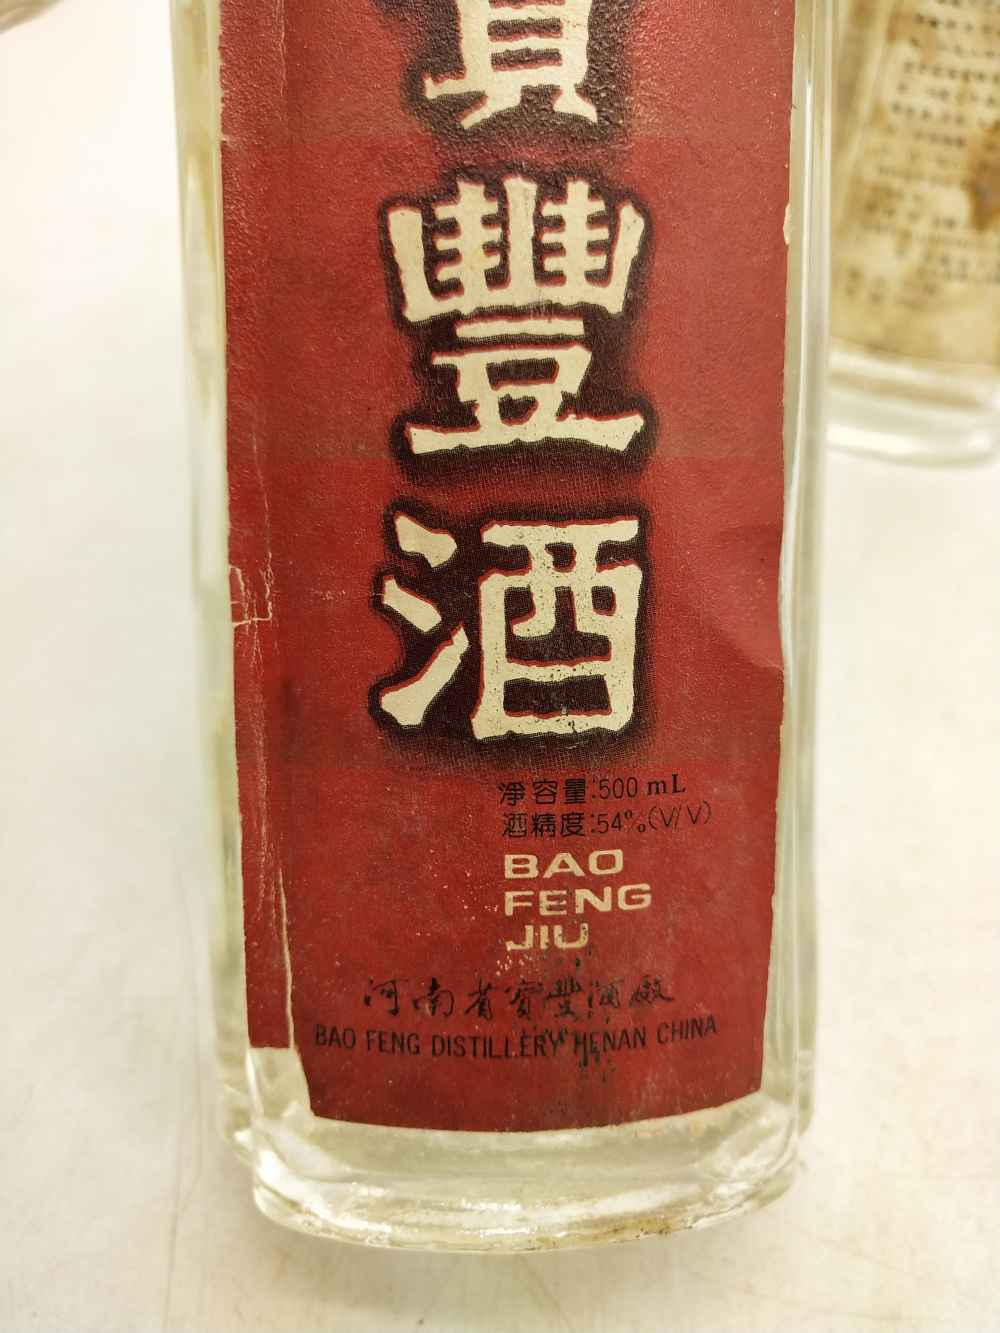 寶
豐
酒
淨容量:500 mL
酒精度:54%(V/V)
BAO
FENG
JIU
河南省寶豐酒廠
BAO FENG DISTILLERY HENAN CHINA